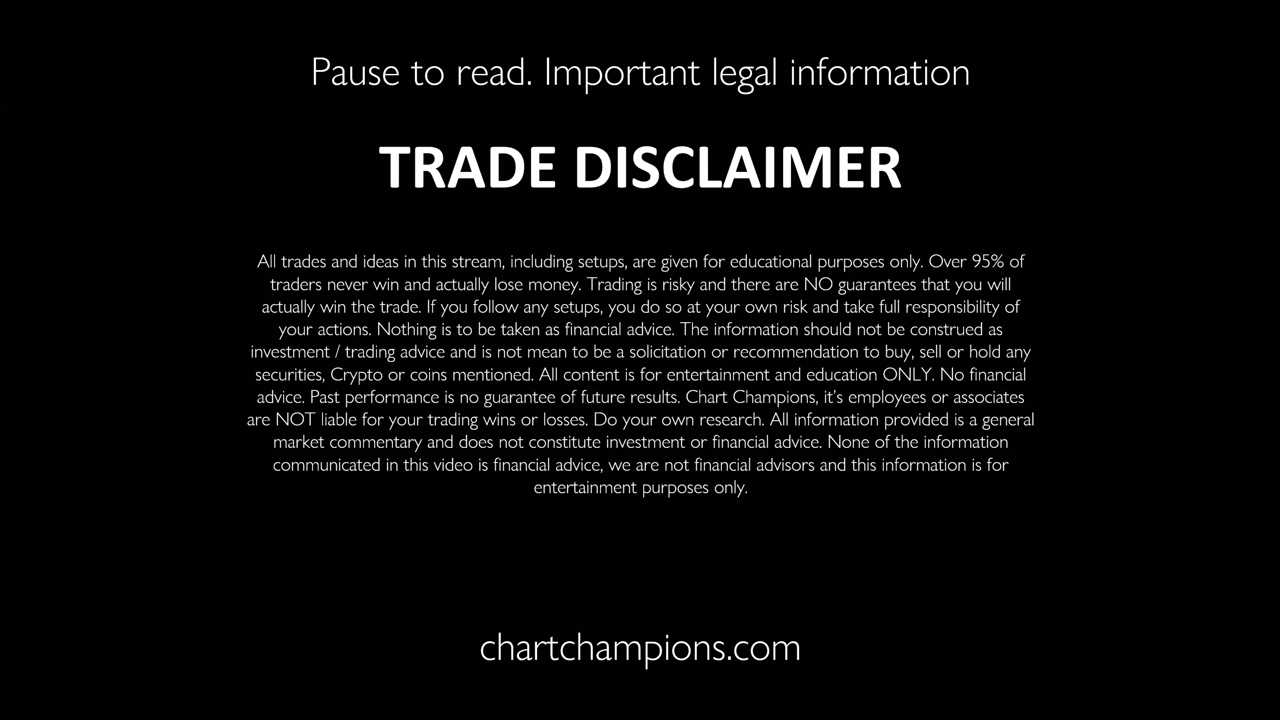 Pause to read. Important legal information
TRADE DISCLAIMER
All trades and ideas in this stream, including setups, are given for educational purposes only. Over 95% of
traders never win and actually lose money. Trading is risky and there are NO guarantees that you will
actually win the trade. If you follow any setups, you do so at your own risk and take full responsibility of
your actions. Nothing is to be taken as financial advice. The information should not be construed as
investment / trading advice and is not mean to be a solicitation or recommendation to buy, sell or hold any
securities, Crypto or coins mentioned. All content is for entertainment and education ONLY. No financial
advice. Past performance is no guarantee of future results. Chart Champions, it's employees or associates
are NOT liable for your trading wins or losses. Do your own research. All information provided is a general
market commentary and does not constitute investment or financial advice. None of the information
communicated in this video is financial advice, we are not financial advisors and this information is for
entertainment purposes only.
chartchampions.com